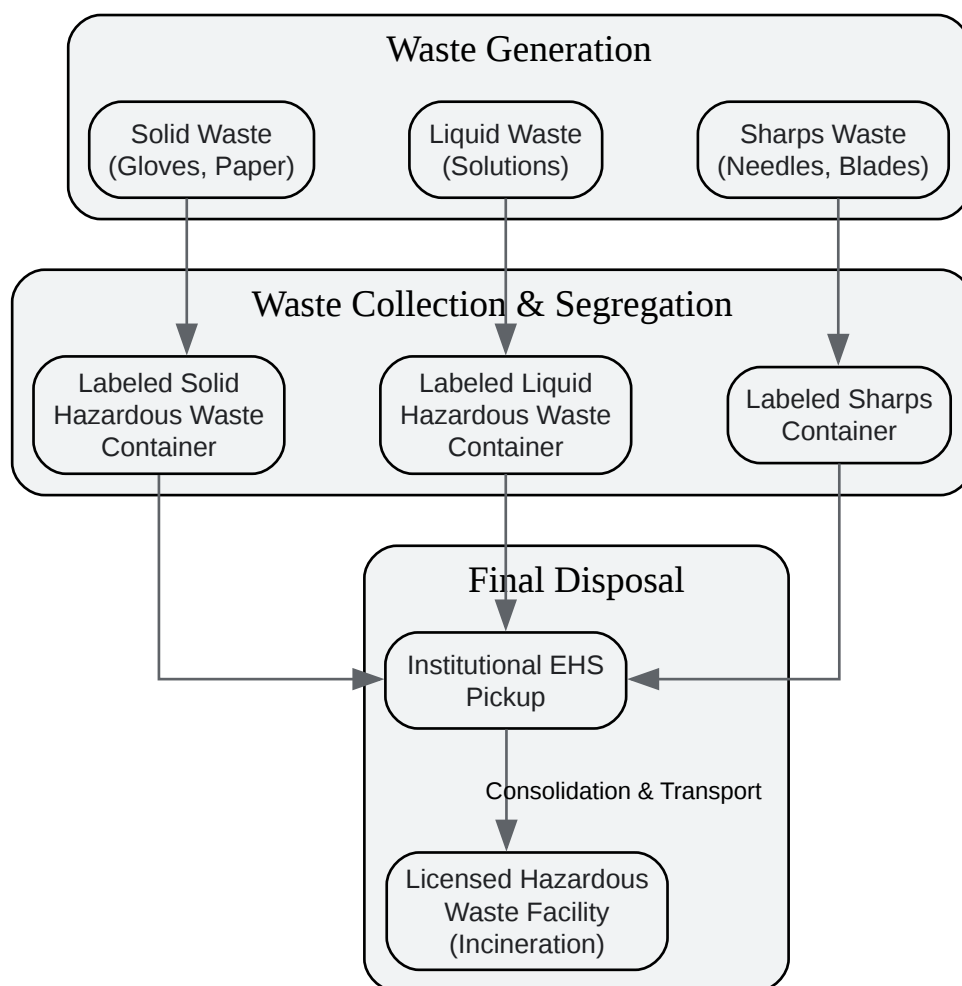 Waste Generation
Solid Waste
(Gloves, Paper)
Liquid Waste
(Solutions)
Sharps Waste
(Needles, Blades)
Waste Collection & Segregation
Labeled Solid
Hazardous Waste
Container
Labeled Liquid
Hazardous Waste
Container
Labeled Sharps
Container
Final Disposal
Institutional EHS
Pickup
Consolidation & Transport
Licensed Hazardous
Waste Facility
(Incineration)